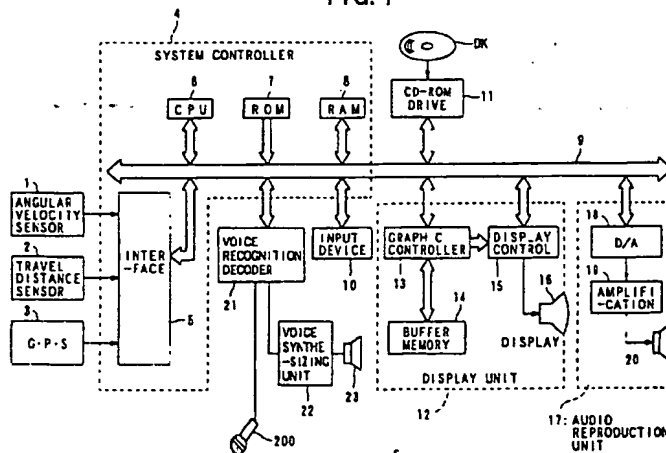 4
SYSTEM CONTROLLER
6
CPU
7
ROM
8
RAM
DK
CD-ROM
DRIVE
11
9
1
ANGULAR
VELOCITY
SENSOR
2
TRAVEL
DISTANCE
SENSOR
3
G·P·S
INTER
-FACE
5
VOICE
RECOGNITION
DECODER
21
INPUT
DEVICE
10
GRAPH C
CONTROLLER
13
DISPLAY
CONTROL
15
18
D/A
19
AMPLIFI
-CATION
20
VOICE
SYNTHE
-SIZING
UNIT
22
23
BUFFER
MEMORY
14
16
DISPLAY
DISPLAY UNIT
12
200
17: AUDIO
REPRODUCTION
UNIT